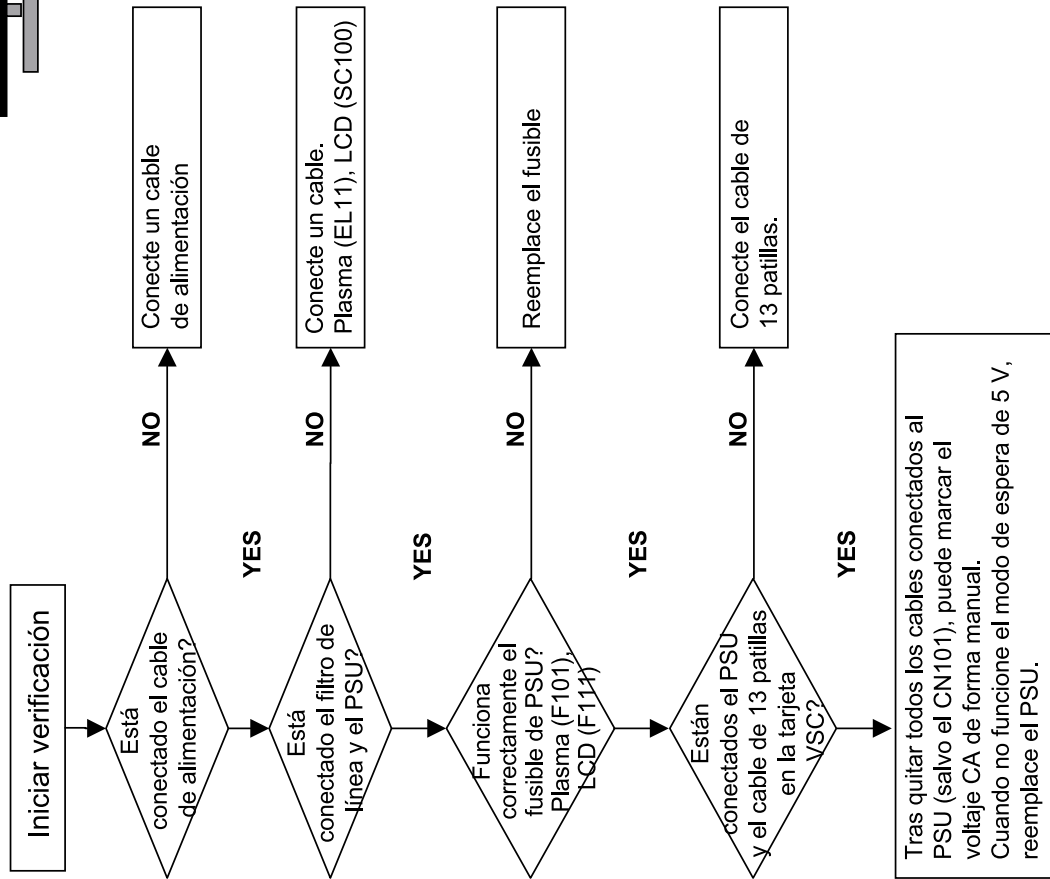 Iniciar verificación
Está
conectado el cable
de alimentación?
NO
Conecte un cable
de alimentación
YES
Está
conectado el filtro de
línea y el PSU?
NO
Conecte un cable.
Plasma (EL11), LCD (SC100)
YES
Funciona
correctamente el
fusible de PSU?
Plasma (F101),
LCD (F111)
NO
Reemplace el fusible
YES
Están
conectados el PSU
y el cable de 13 patillas
en la tarjeta
VSC?
NO
Conecte el cable de
13 patillas.
YES
Tras quitar todos los cables conectados al
PSU (salvo el CN101), puede marcar el
voltaje CA de forma manual.
Cuando no funcione el modo de espera de 5 V,
reemplace el PSU.